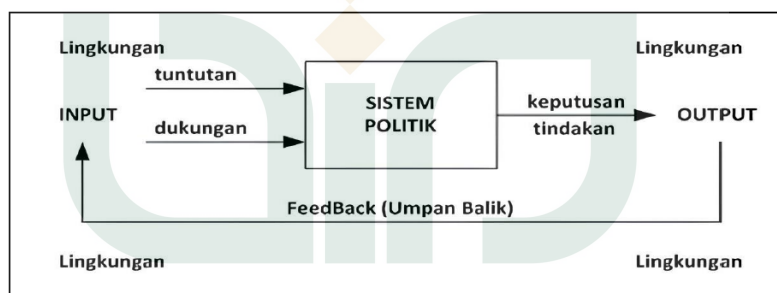 Lingkungan
Lingkungan
tuntutan
INPUT
dukungan
SISTEM
POLITIK
keputusan
tindakan
OUTPUT
FeedBack (Umpan Balik)
Lingkungan
Lingkungan